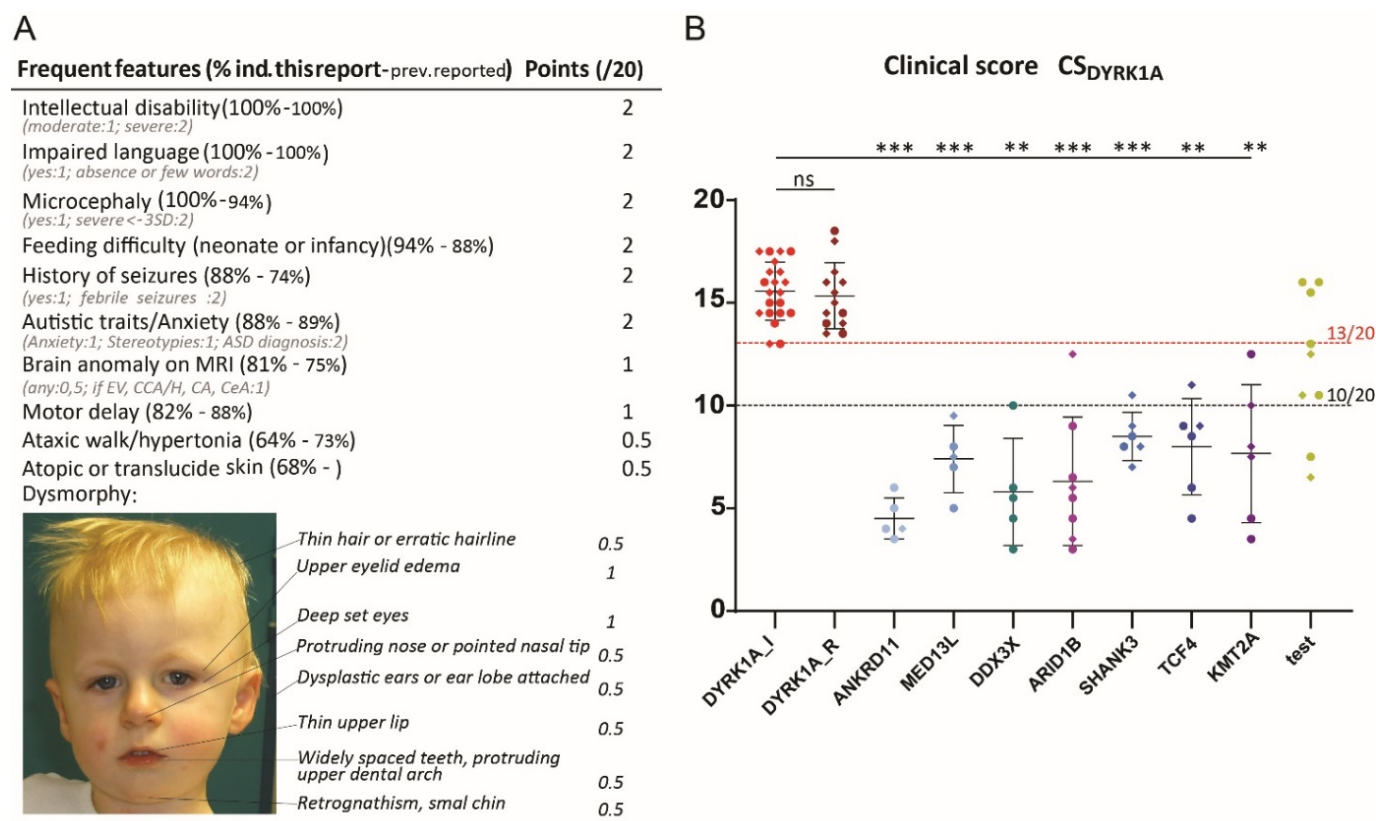 A
Frequent features (% ind. this report-prev.reported) Points (/20)
Intellectual disability(100%-100%) 2
(moderate:1; severe:2)
Impaired language (100% -100%) 2
(yes:1; absence or few words:2)
Microcephaly (100%-94%) 2
(yes:1; severe<-3SD:2)
Feeding difficulty (neonate or infancy)(94% - 88%) 2
History of seizures (88% - 74%) 2
(yes:1; febrile seizures :2)
Autistic traits/Anxiety (88% - 89%) 2
(Anxiety:1; Stereotypies:1; ASD diagnosis:2)
Brain anomaly on MRI (81% - 75%) 1
(any:0,5; if EV, CCA/H, CA, CeA:1)
Motor delay (82% - 88%) 1
Ataxic walk/hypertonia (64% - 73%) 0.5
Atopic or translucide skin (68% - ) 0.5
Dysmorphy:
Thin hair or erratic hairline 0.5
Upper eyelid edema 1
Deep set eyes 1
Protruding nose or pointed nasal tip 0.5
Dysplastic ears or ear lobe attached 0.5
Thin upper lip 0.5
Widely spaced teeth, protruding
upper dental arch 0.5
Retrognathism, smal chin 0.5
B
Clinical score CSDYRK1A
*** *** ** *** *** ** **
ns
20
15
13/20
10
10/20
5
0
DYRK1A_I
DYRK1A_R
ANKRD11
MED13L
DDX3X
ARID1B
SHANK3
TCF4
KMT2A
test